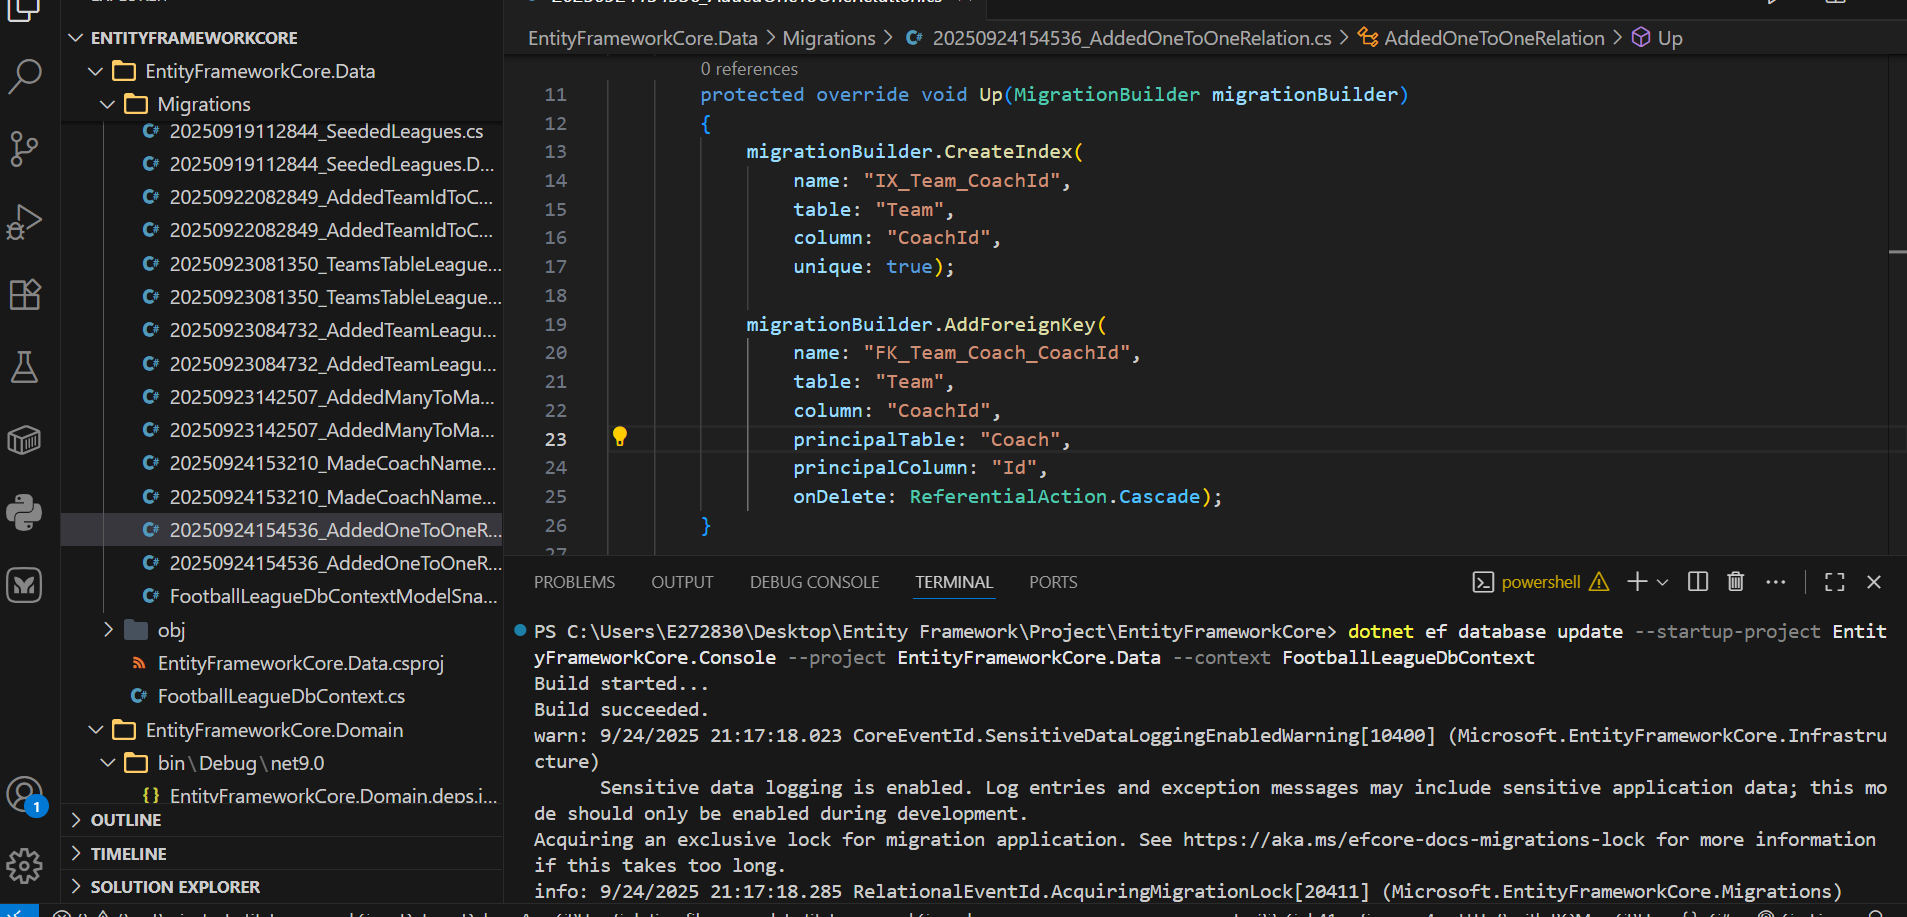 ENTITYFRAMEWORKCORE
EntityFrameworkCore.Data
Migrations
20250919112844_SeededLeagues.cs
20250919112844_SeededLeagues.D...
20250922082849_AddedTeamIdToC...
20250922082849_AddedTeamIdToC...
20250923081350_TeamsTableLeague...
20250923081350_TeamsTableLeague...
20250923084732_AddedTeamLeagu...
20250923084732_AddedTeamLeagu...
20250923142507_AddedManyToMa...
20250923142507_AddedManyToMa...
20250924153210_MadeCoachName...
20250924153210_MadeCoachName...
20250924154536_AddedOneToOneR...
20250924154536_AddedOneToOneR...
FootballLeagueDbContextModelSna...
obj
EntityFrameworkCore.Data.csproj
FootballLeagueDbContext.cs
EntityFrameworkCore.Domain
bin\Debug\net9.0
{} EntityFrameworkCore.Domain.deps.j...
OUTLINE
TIMELINE
SOLUTION EXPLORER
1
EntityFrameworkCore.Data > Migrations > C# 20250924154536_AddedOneToOneRelation.cs > AddedOneToOneRelation > Up
0 references
11 protected override void Up(MigrationBuilder migrationBuilder)
12 {
13 migrationBuilder.CreateIndex(
14 name: "IX_Team_CoachId",
15 table: "Team",
16 column: "CoachId",
17 unique: true);
18
19 migrationBuilder.AddForeignKey(
20 name: "FK_Team_Coach_CoachId",
21 table: "Team",
22 column: "CoachId",
23 principalTable: "Coach",
24 principalColumn: "Id",
25 onDelete: ReferentialAction.Cascade);
26 }
27
PROBLEMS OUTPUT DEBUG CONSOLE TERMINAL PORTS powershell
PS C:\Users\E272830\Desktop\Entity Framework\Project\EntityFrameworkCore> dotnet ef database update --startup-project Entit
yFrameworkCore.Console --project EntityFrameworkCore.Data --context FootballLeagueDbContext
Build started...
Build succeeded.
warn: 9/24/2025 21:17:18.023 CoreEventId.SensitiveDataLoggingEnabledWarning[10400] (Microsoft.EntityFrameworkCore.Infrastru
cture)
Sensitive data logging is enabled. Log entries and exception messages may include sensitive application data; this mo
de should only be enabled during development.
Acquiring an exclusive lock for migration application. See https://aka.ms/efcore-docs-migrations-lock for more information
if this takes too long.
info: 9/24/2025 21:17:18.285 RelationalEventId.AcquiringMigrationLock[20411] (Microsoft.EntityFrameworkCore.Migrations)